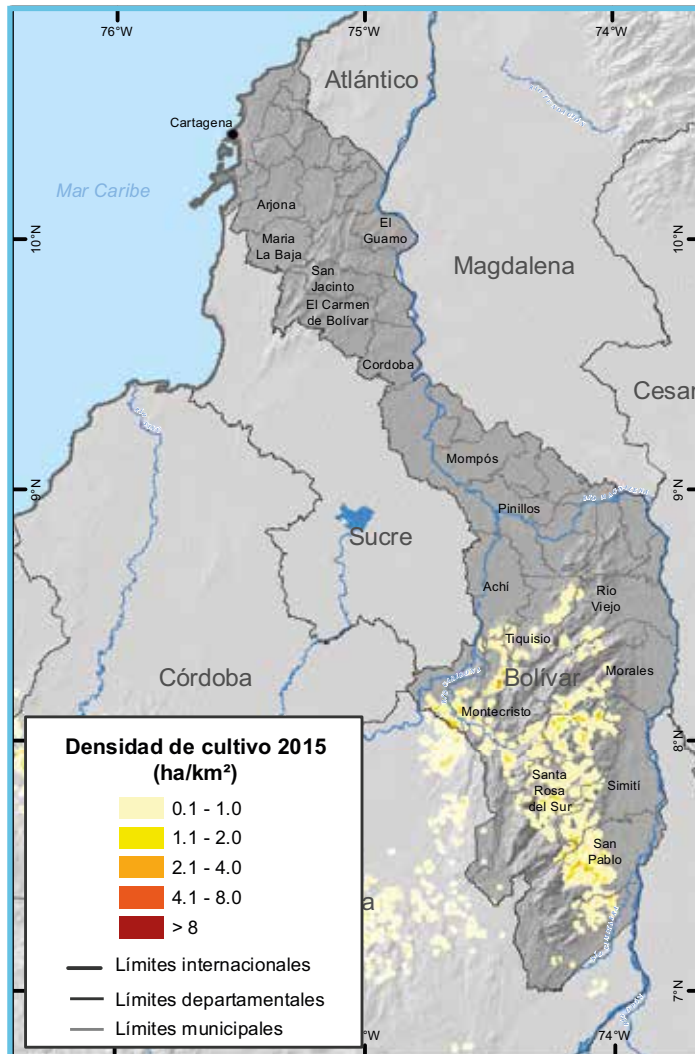 76°W
75°W
74°W
Atlántico
Cartagena
Mar Caribe
Arjona
El
Guamo
10°N
10°N
Maria
La Baja
Magdalena
San
Jacinto
El Carmen
de Bolívar
Cordoba
Cesar
Mompós
9°N
9°N
Pinillos
Sucre
Achí
Rio
Viejo
Tiquisio
Córdoba
Bolívar
Morales
Montecristo
8°N
Densidad de cultivo 2015
(ha/km²)
0.1 - 1.0
1.1 - 2.0
2.1 - 4.0
4.1 - 8.0
> 8
Límites internacionales
Límites departamentales
Límites municipales
Santa
Rosa
del Sur
Simití
San
Pablo
a
7°N
°W
74°W